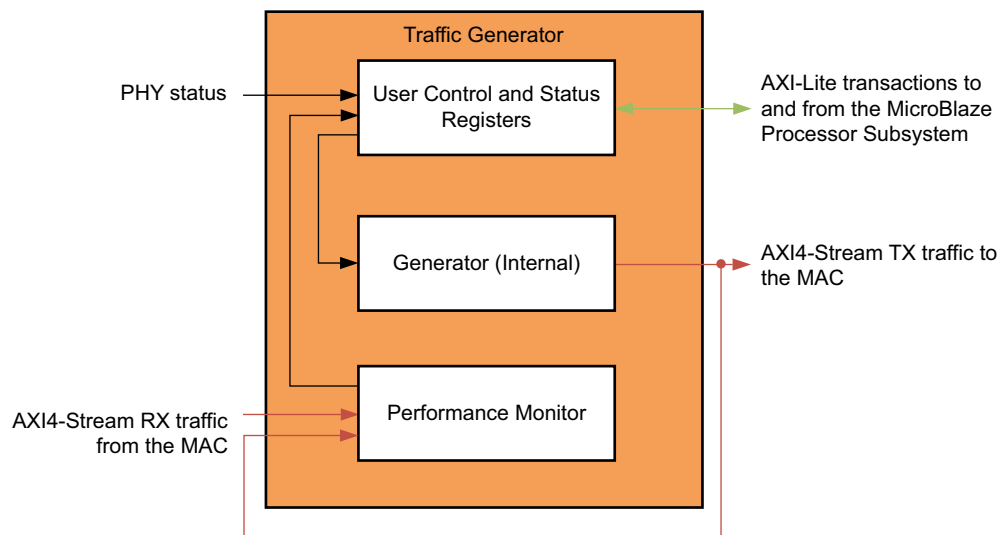 Traffic Generator
PHY status
User Control and Status
Registers
AXI-Lite transactions to
and from the MicroBlaze
Processor Subsystem
Generator (Internal)
AXI4-Stream TX traffic to
the MAC
Performance Monitor
AXI4-Stream RX traffic
from the MAC